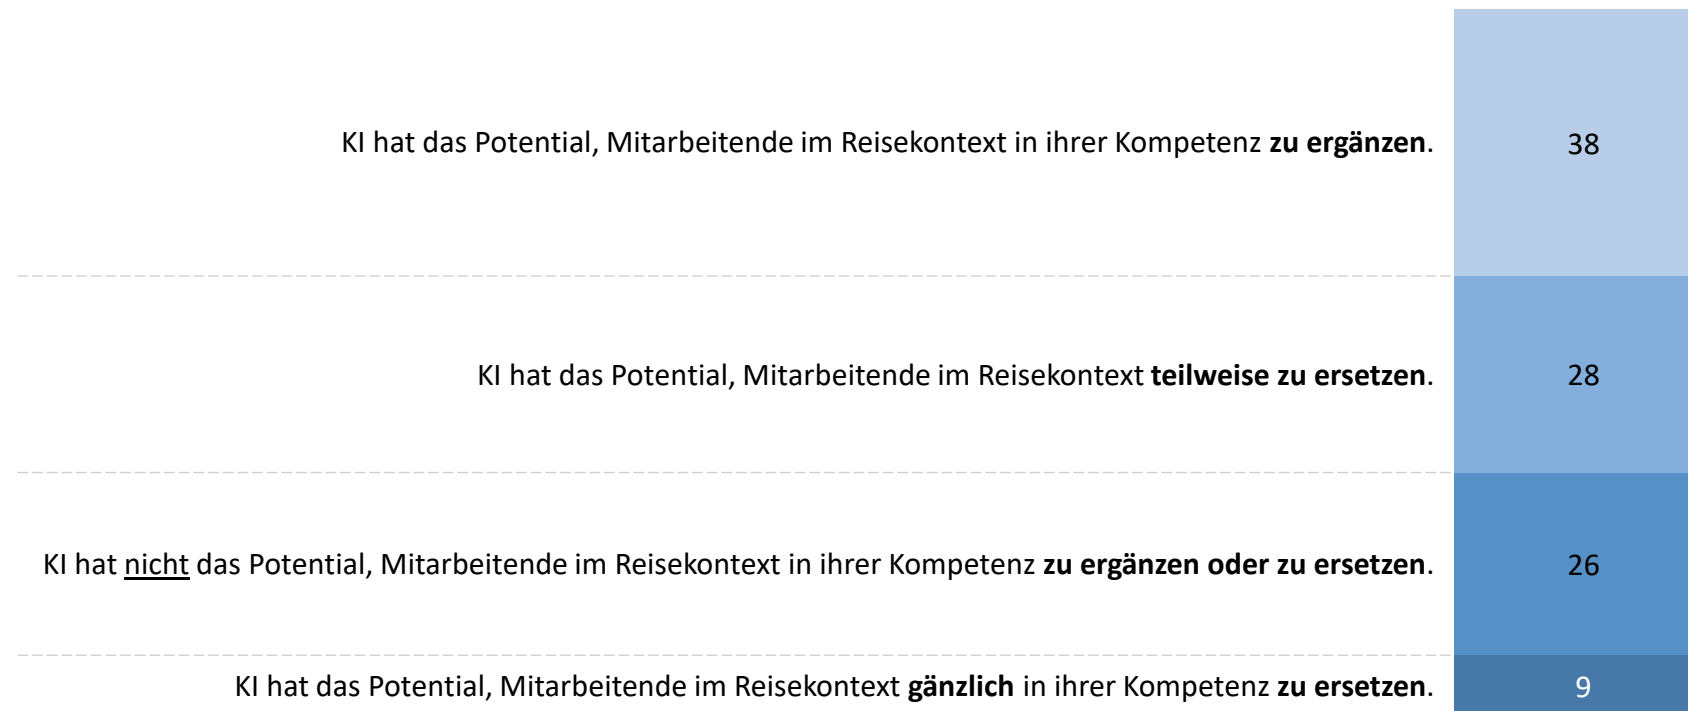 KI hat das Potential, Mitarbeitende im Reisekontext in ihrer Kompetenz zu ergänzen. 38
KI hat das Potential, Mitarbeitende im Reisekontext teilweise zu ersetzen. 28
KI hat nicht das Potential, Mitarbeitende im Reisekontext in ihrer Kompetenz zu ergänzen oder zu ersetzen. 26
KI hat das Potential, Mitarbeitende im Reisekontext gänzlich in ihrer Kompetenz zu ersetzen. 9